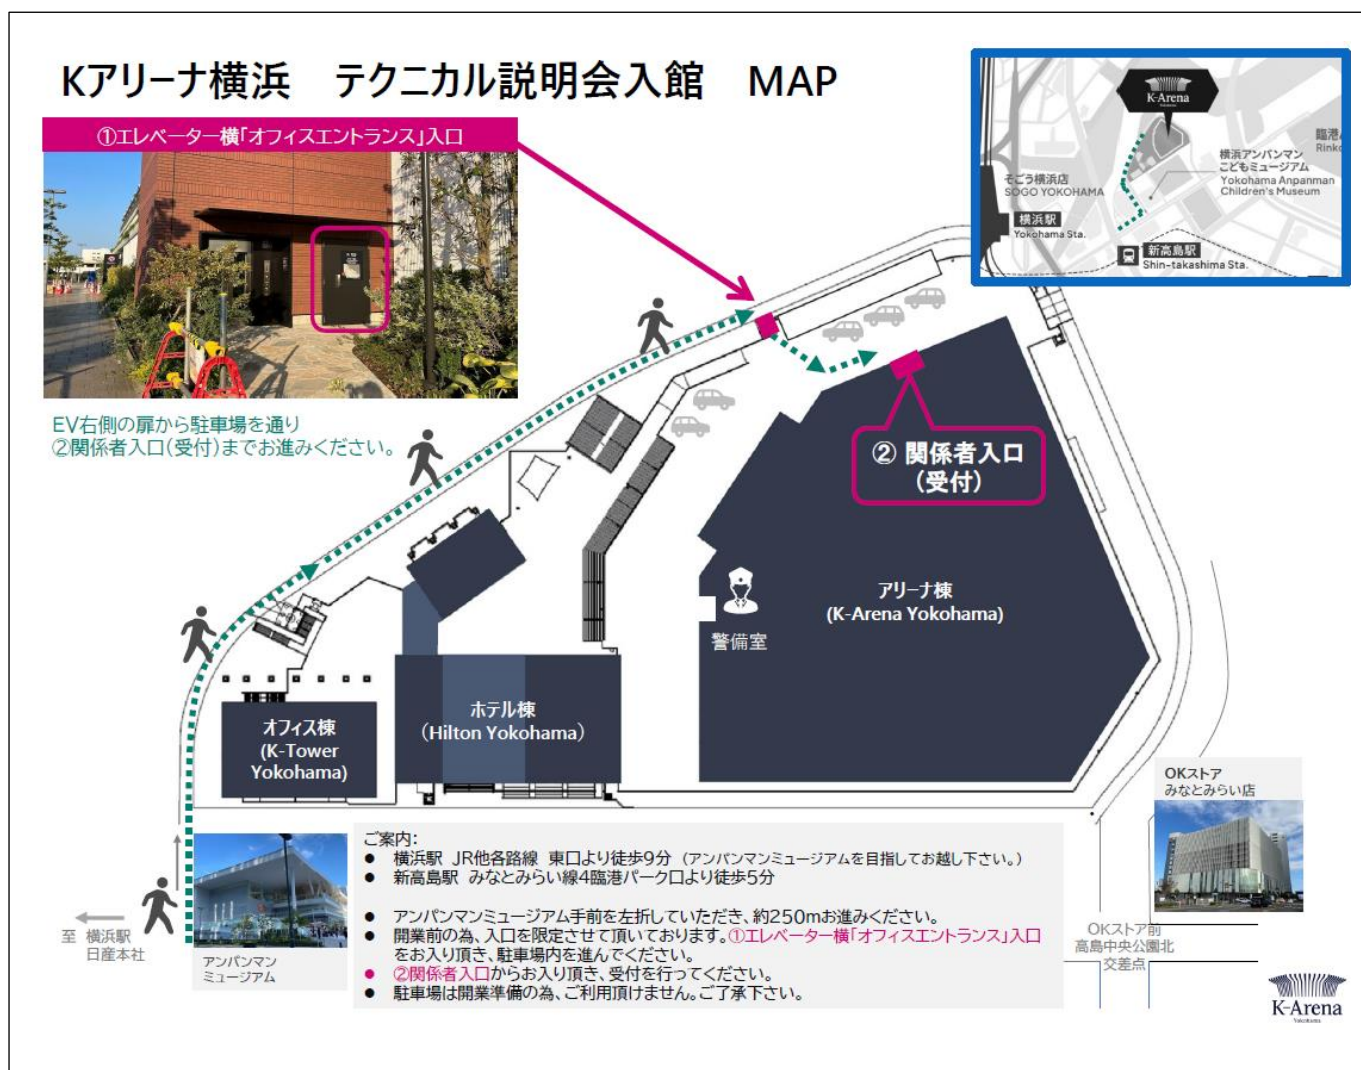 Kアリーナ横浜　テクニカル説明会入館　MAP
①エレベーター横「オフィスエントランス」入口
EV右側の扉から駐車場を通り
②関係者入口(受付)までお進みください。
K-Arena
臨港
Rinko
横浜アンパンマン
こどもミュージアム
Yokohama Anpanman
Children's Museum
そごう横浜店
SOGO YOKOHAMA
横浜駅
Yokohama Sta.
新高島駅
Shin-takashima Sta.
② 関係者入口
(受付)
アリーナ棟
(K-Arena Yokohama)
警備室
ホテル棟
(Hilton Yokohama)
オフィス棟
(K-Tower
Yokohama)
OKストア
みなとみらい店
アンパンマン
ミュージアム
至 横浜駅
日産本社
ご案内:
● 横浜駅 JR他各路線 東口より徒歩9分 (アンパンマンミュージアムを目指してお越し下さい。)
● 新高島駅 みなとみらい線4臨港パーク口より徒歩5分
● アンパンマンミュージアム手前を左折していただき、約250mお進みください。
● 開業前の為、入口を限定させて頂いております。①エレベーター横「オフィスエントランス」入口
をお入り頂き、駐車場内を進んでください。
● ②関係者入口からお入り頂き、受付を行ってください。
● 駐車場は開業準備の為、ご利用頂けません。ご了承下さい。
OKストア前
高島中央公園北
交差点
K-Arena
Yokohama